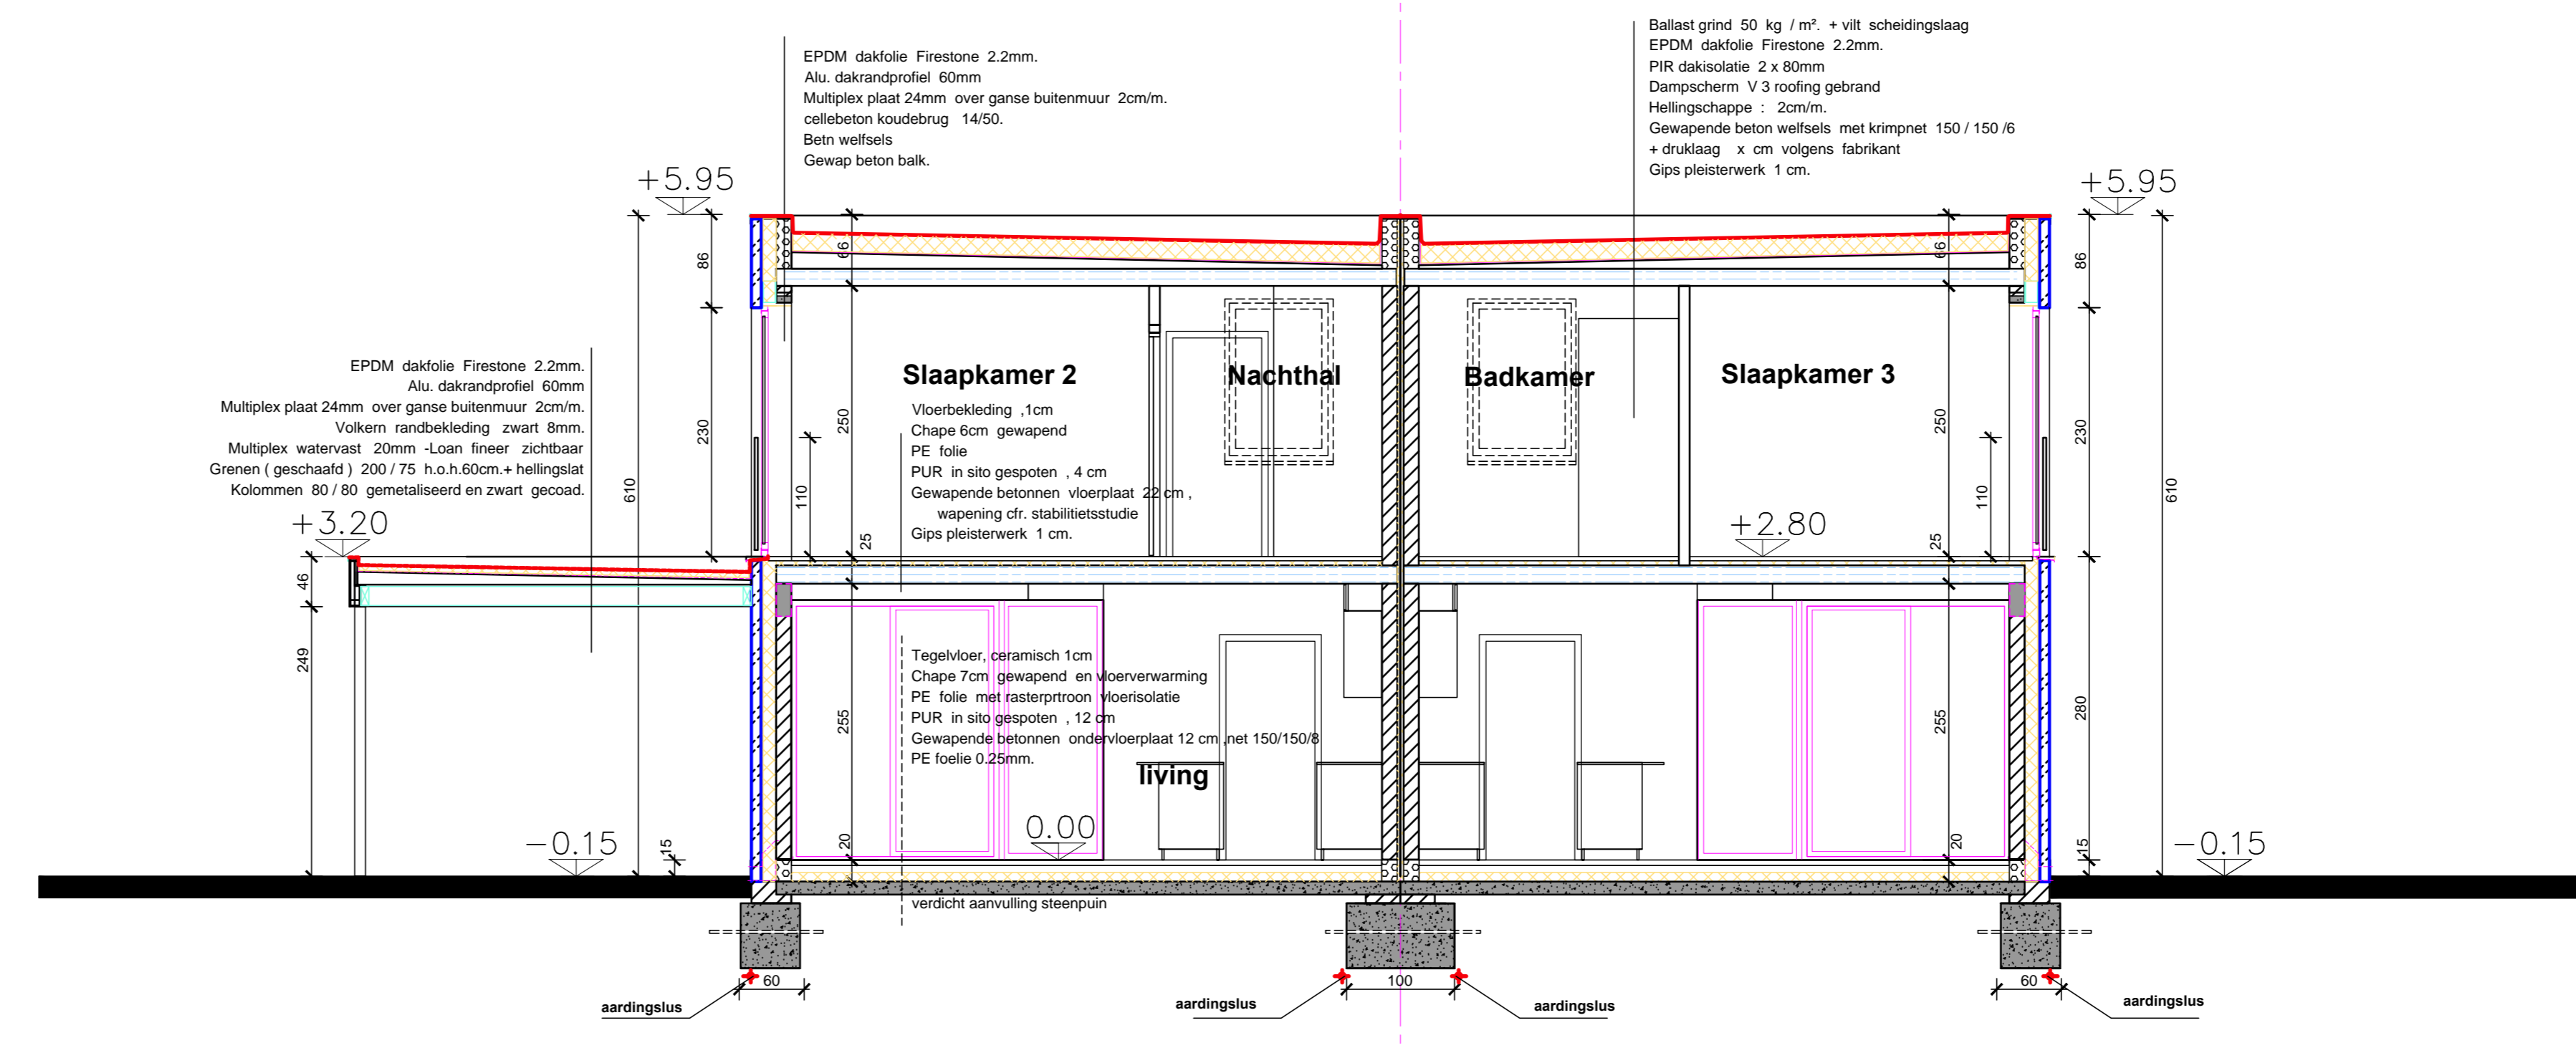 EPDM dakfolie Firestone 2.2mm.
Alu. dakrandprofiel 60mm
Multiplex plaat 24mm over ganse buitenmuur 2cm/m.
cellebeton koudebrug 14/50.
Betn welfsels
Gewap beton balk.
Ballast grind 50 kg / m². + vilt scheidingslaag
EPDM dakfolie Firestone 2.2mm.
PIR dakisolatie 2 x 80mm
Dampscherm V 3 roofing gebrand
Hellingschappe : 2cm/m.
Gewapende beton welfsels met krimpnet 150 / 150 /6
+ druklaag x cm volgens fabrikant
Gips pleisterwerk 1 cm.
+5.95
+5.95
86
66
66
86
EPDM dakfolie Firestone 2.2mm.
Alu. dakrandprofiel 60mm
Multiplex plaat 24mm over ganse buitenmuur 2cm/m.
Volkern randbekleding zwart 8mm.
Multiplex watervast 20mm -Loan fineer zichtbaar
Grenen ( geschaafd ) 200 / 75 h.o.h.60cm.+ hellingslat
Kolommen 80 / 80 gemetaliseerd en zwart gecoad.
+3.20
610
230
110
250
25
Slaapkamer 2
Nachthal
Badkamer
Slaapkamer 3
Vloerbekleding ,1cm
Chape 6cm gewapend
PE folie
PUR in sito gespoten , 4 cm
Gewapende betonnen vloerplaat 22 cm ,
wapening cfr. stabilitietsstudie
Gips pleisterwerk 1 cm.
+2.80
250
25
110
230
610
46
249
255
Tegelvloer, ceramisch 1cm
Chape 7cm gewapend en vloerverwarming
PE folie met rasterprtroon vloerisolatie
PUR in sito gespoten , 12 cm
Gewapende betonnen ondervloerplaat 12 cm ,net 150/150/8
PE foelie 0.25mm.
living
255
280
-0.15
15
20
0.00
20
15
-0.15
verdicht aanvulling steenpuin
60
100
60
aardingslus
aardingslus
aardingslus
aardingslus